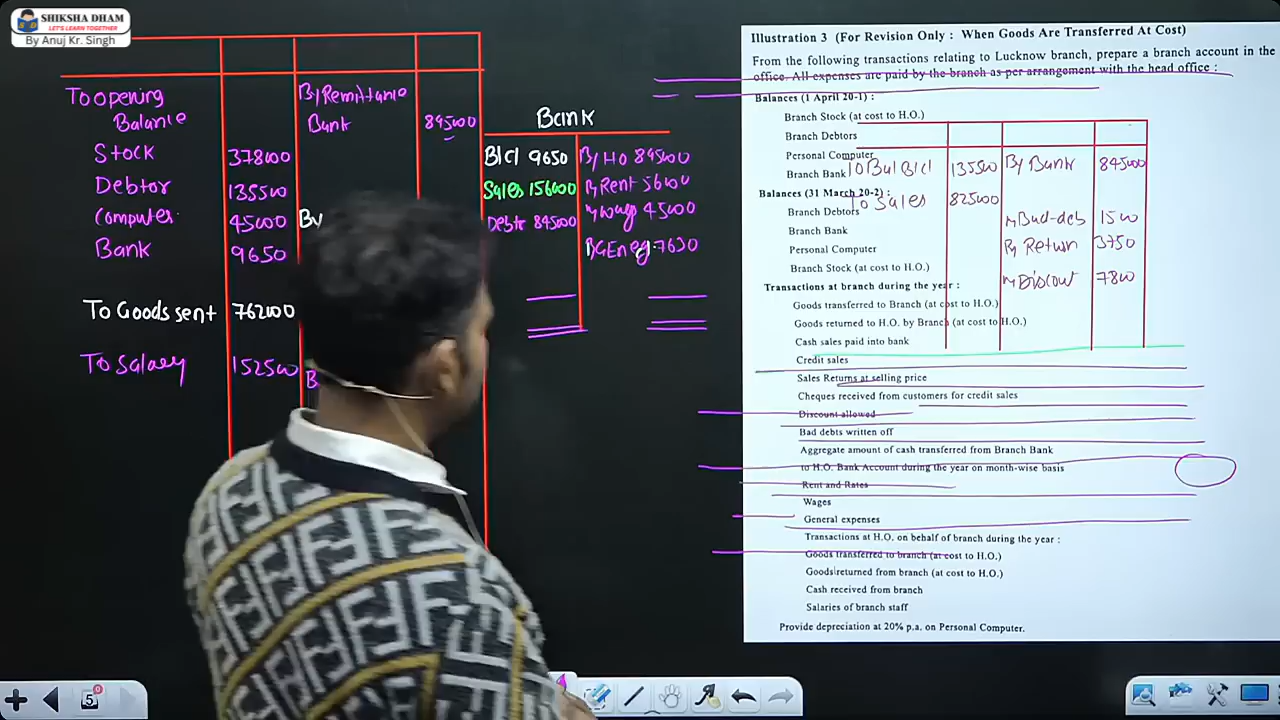 SHIKSHA DHAM
LET'S LEARN TOGETHER
By Anuj Kr. Singh
To opening
Balance
Stock 378000
Debtor 135500
Computer 45000
Bank 9650
To Goods sent 762000
To Salary 152500
By Remittance
Bank 845000
By
B
Bank
B/cl 9650 By Ho 845000
Sales 156000 By Rent 56000
Debtr 845000 By wag 45000
7630
Illustration 3 (For Revision Only : When Goods Are Transferred At Cost)
From the following transactions relating to Lucknow branch, prepare a branch account in the
office. All expenses are paid by the branch as per arrangement with the head office :
Balances (1 April 20-1) :
Branch Stock (at cost to H.O.)
Branch Debtors
Personal Computer
Branch Bank
Balances (31 March 20-2) :
Branch Debtors
Branch Bank
Personal Computer
Branch Stock (at cost to H.O.)
Transactions at branch during the year :
Goods transferred to Branch (at cost to H.O.)
Goods returned to H.O. by Branch (at cost to H.O.)
Cash sales paid into bank
Credit sales
Sales Returns at selling price
Cheques received from customers for credit sales
Discount allowed
Bad debts written off
Aggregate amount of cash transferred from Branch Bank
to H.O. Bank Account during the year on month-wise basis
Rent and Rates
Wages
General expenses
Transactions at H.O. on behalf of branch during the year :
Goods transferred to branch (at cost to H.O.)
Goods returned from branch (at cost to H.O.)
Cash received from branch
Salaries of branch staff
Provide depreciation at 20% p.a. on Personal Computer.
To Bal B/cl 135500 By Bank 845000
To Sales 825000
By Bad-deb 1500
By Return 3750
By Discout 7800
5